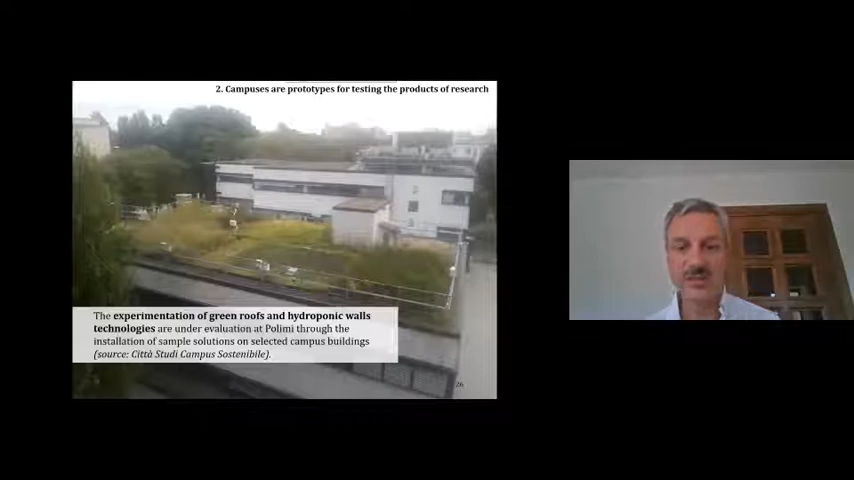 2. Campuses are prototypes for testing the products of research
The experimentation of green roofs and hydroponic walls
technologies are under evaluation at Polimi through the
installation of sample solutions on selected campus buildings
(source: Città Studi Campus Sostenibile).
26